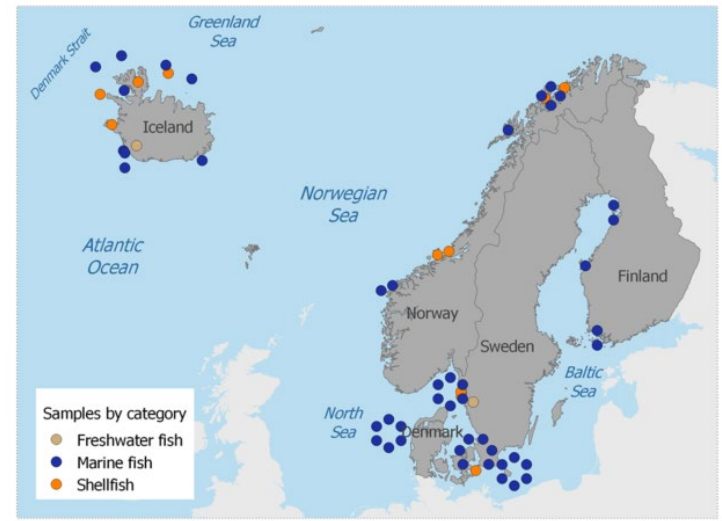 Greenland
Sea
Denmark Strait
Iceland
Norwegian
Sea
Atlantic
Ocean
Finland
Norway
Sweden
Baltic
Sea
North
Sea
Denmark
Samples by category
Freshwater fish
Marine fish
Shellfish